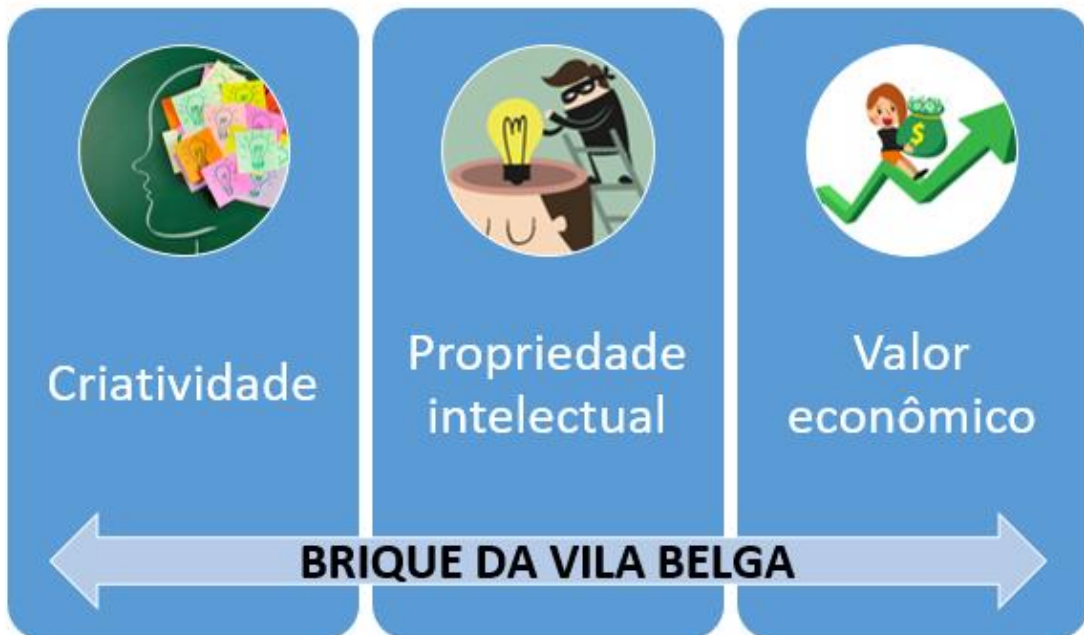 Criatividade
Propriedade
intelectual
Valor
econômico
BRIQUE DA VILA BELGA